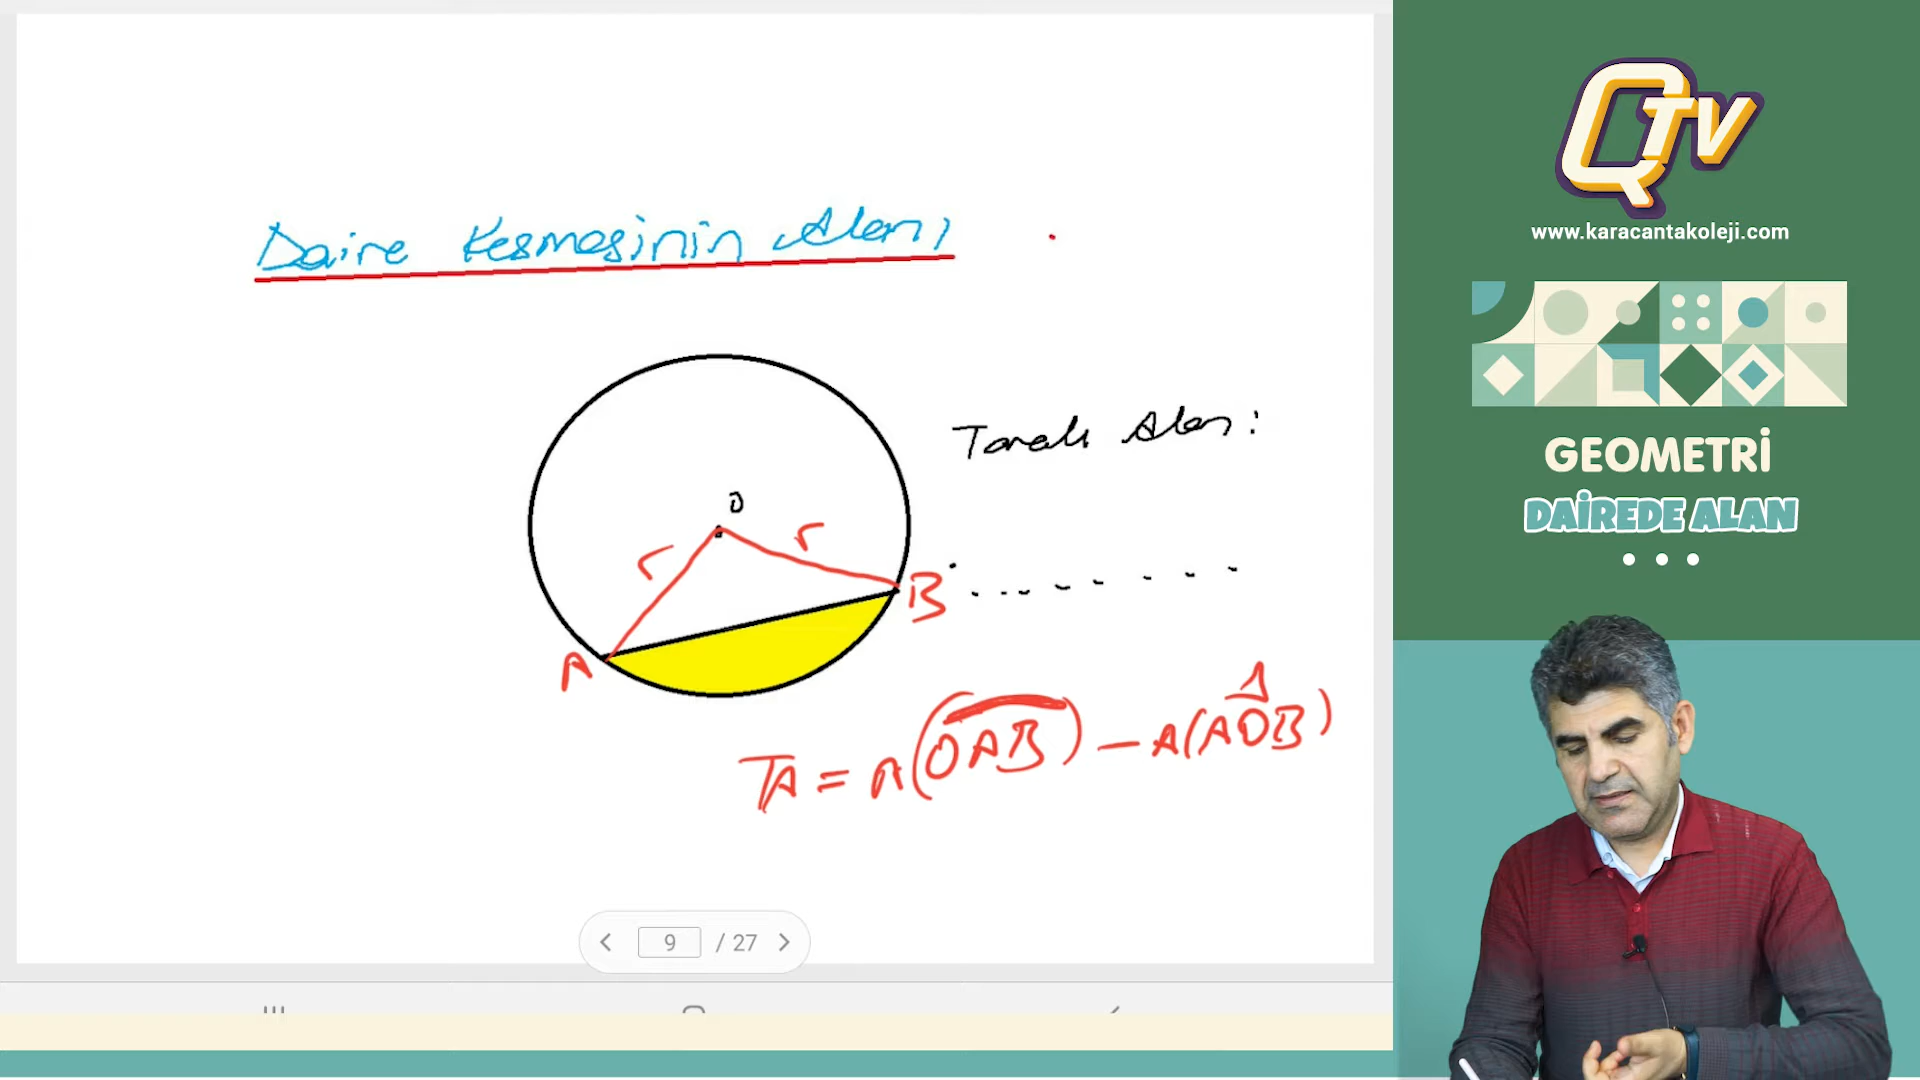 Daire Kesmesinin Alanı
Taralı Alan:
O
r
r
B
A
TA = A(OAB) – A(AOB)
9 / 27
QTV
www.karacantakoleji.com
GEOMETRİ
DAİREDE ALAN